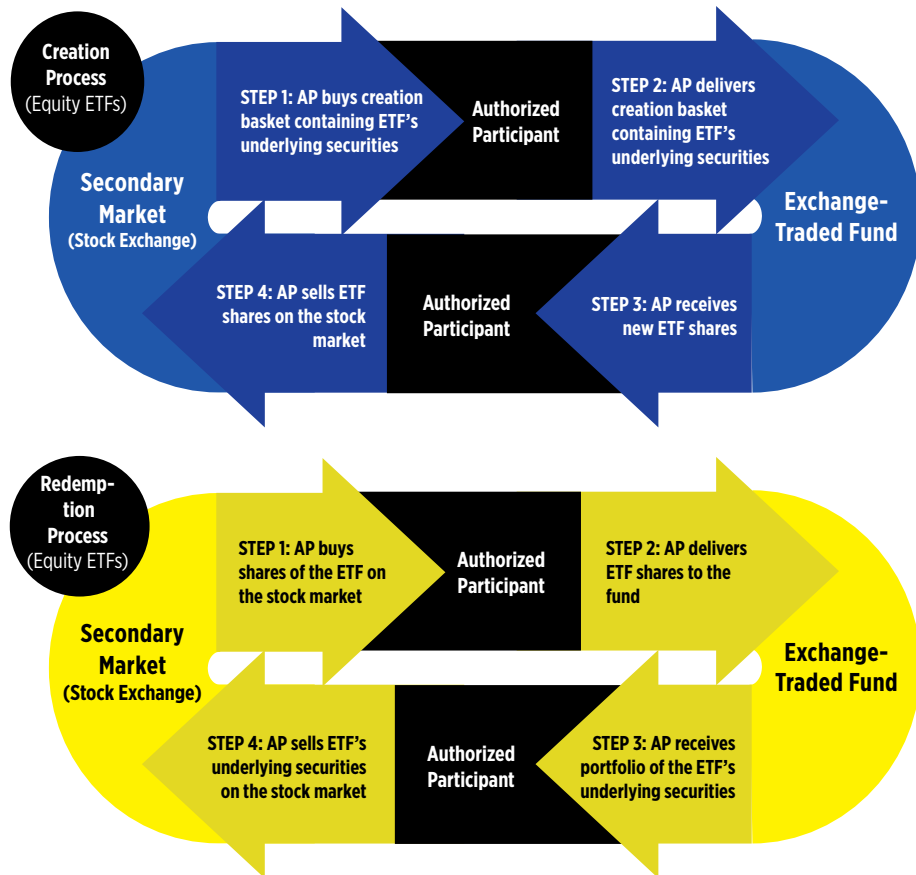 Creation
Process
(Equity ETFs)
STEP 1: AP buys creation
basket containing ETF’s
underlying securities
Authorized
Participant
STEP 2: AP delivers
creation basket
containing ETF’s
underlying securities
Secondary
Market
(Stock Exchange)
Exchange-
Traded Fund
STEP 4: AP sells ETF
shares on the stock
market
Authorized
Participant
STEP 3: AP receives
new ETF shares
Redemp-
tion
Process
(Equity ETFs)
STEP 1: AP buys
shares of the ETF on
the stock market
Authorized
Participant
STEP 2: AP delivers
ETF shares to the
fund
Secondary
Market
(Stock Exchange)
Exchange-
Traded Fund
STEP 4: AP sells ETF’s
underlying securities
on the stock market
Authorized
Participant
STEP 3: AP receives
portfolio of the ETF’s
underlying securities